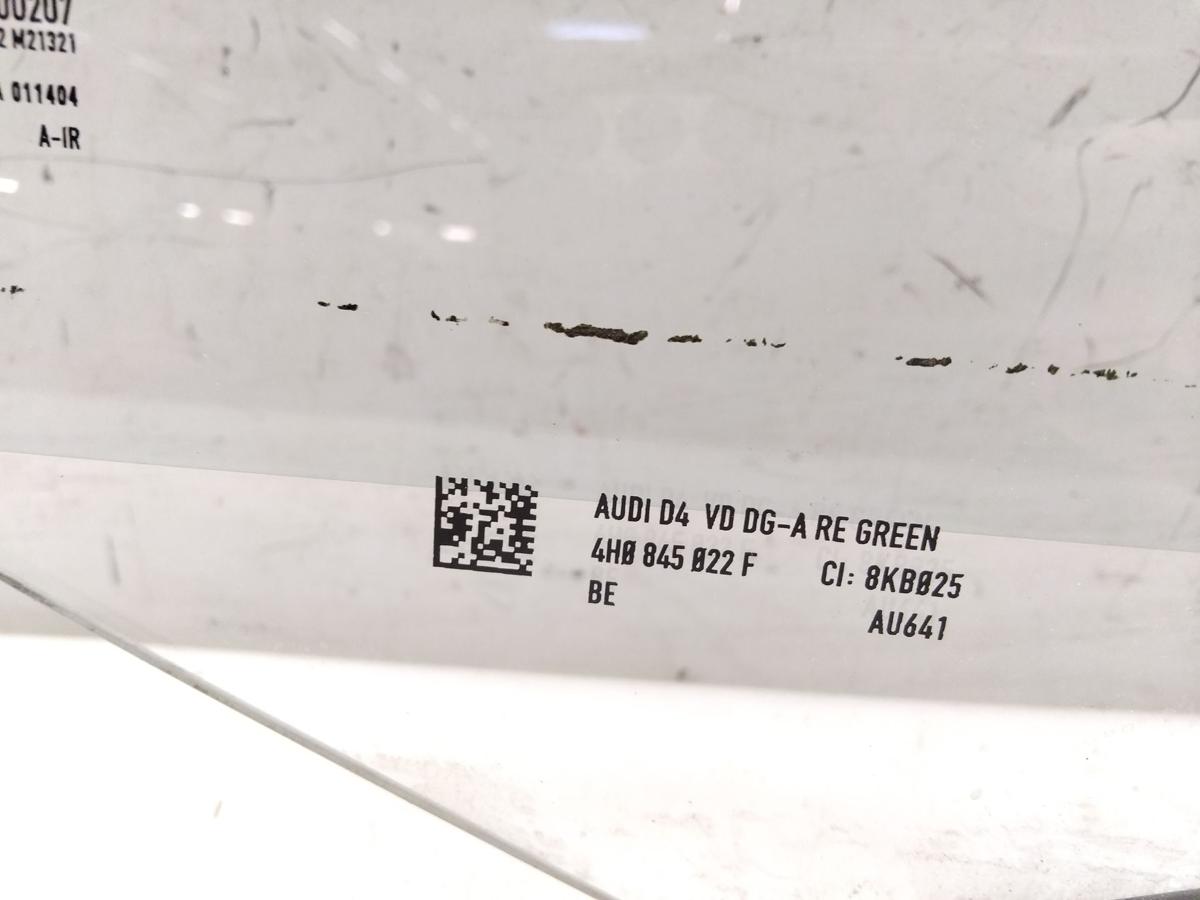 00207
2 M21321
A 011404
A-IR
AUDI D4 VD DG-A RE GREEN
4H0 845 022 F CI: 8KB025
BE
AU641